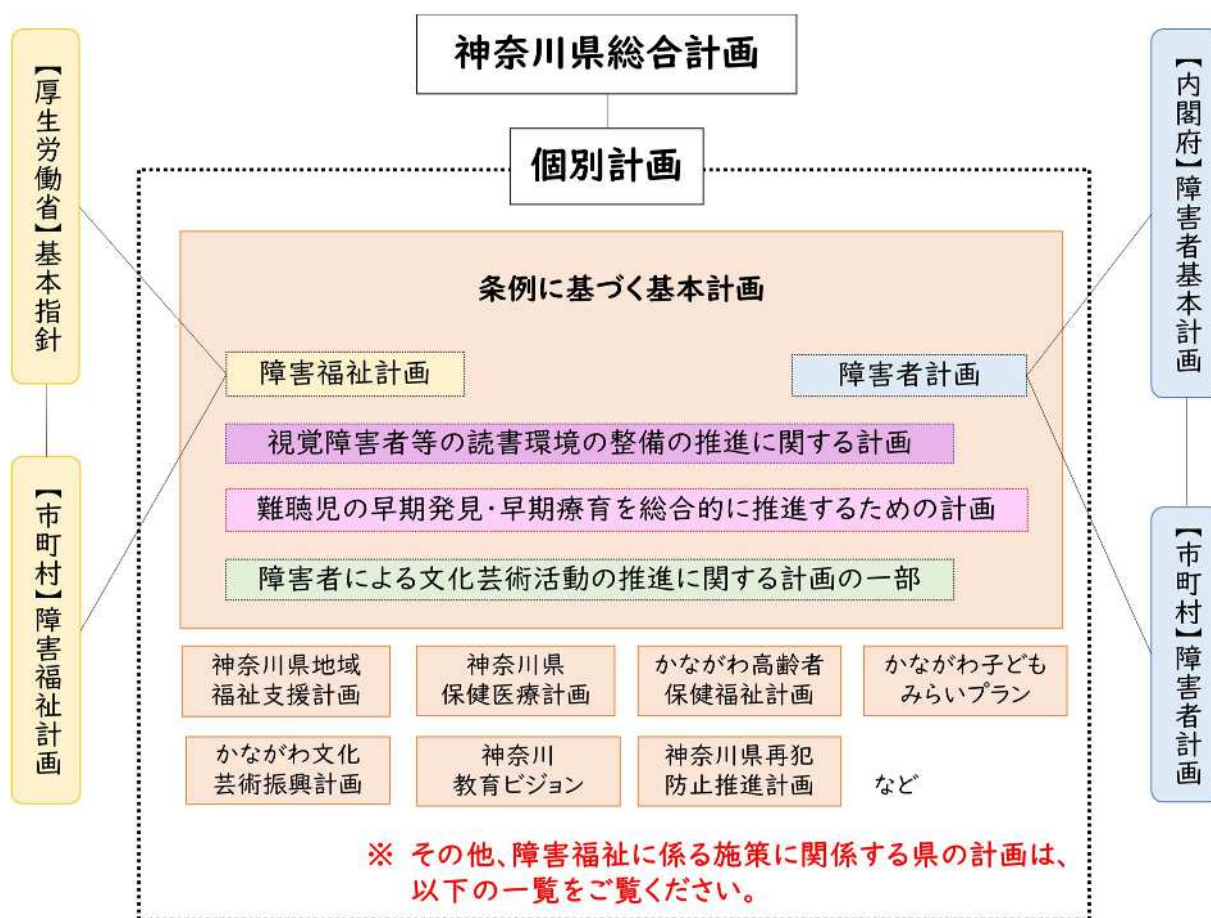 神奈川県総合計画
個別計画
【厚生労働省】基本指針
【市町村】障害福祉計画
条例に基づく基本計画
障害福祉計画
障害者計画
視覚障害者等の読書環境の整備の推進に関する計画
難聴児の早期発見・早期療育を総合的に推進するための計画
障害者による文化芸術活動の推進に関する計画の一部
神奈川県地域
福祉支援計画
神奈川県
保健医療計画
かながわ高齢者
保健福祉計画
かながわ子ども
みらいプラン
かながわ文化
芸術振興計画
神奈川
教育ビジョン
神奈川県再犯
防止推進計画
など
※ その他、障害福祉に係る施策に関係する県の計画は、
以下の一覧をご覧ください。
【内閣府】障害者基本計画
【市町村】障害者計画